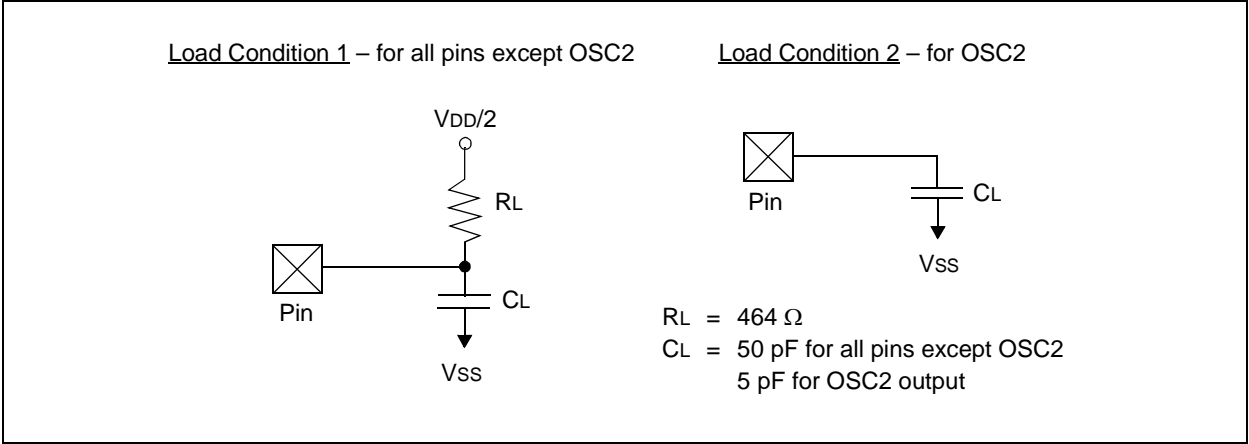 Load Condition 1 – for all pins except OSC2
Load Condition 2 – for OSC2
VDD/2
RL
Pin
CL
VSS
Pin
CL
VSS
RL = 464 Ω
CL = 50 pF for all pins except OSC2
5 pF for OSC2 output